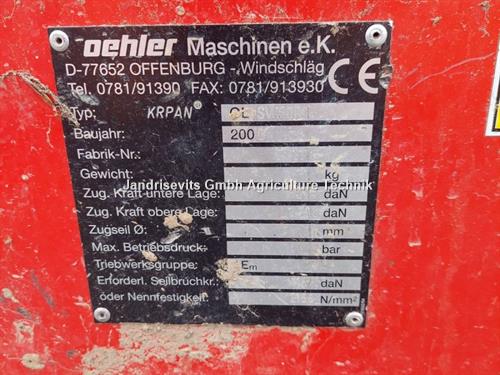 oehler Maschinen e.K.
D-77652 OFFENBURG - Windschläg
Tel. 0781/91390 FAX: 0781/913930 CE
Typ: KRPAN® OL
Baujahr: 200
Fabrik-Nr.:
Gewicht: kg
Jandrisevits Gmbh Agriculture Technik
Zug. Kraft untere Lage: daN
Zug. Kraft obere Lage: daN
Zugseil Ø: mm
Max. Betriebsdruck: bar
Triebwerksgruppe: Em
Erforderl. Seilbruchkr.: daN
oder Nennfestigkeit: N/mm²